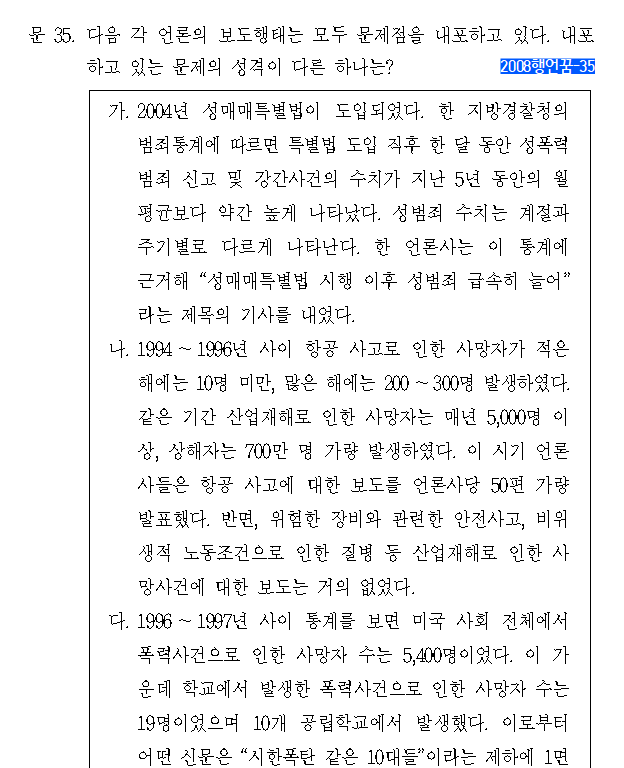 문 35. 다음 각 언론의 보도행태는 모두 문제점을 내포하고 있다. 내포
하고 있는 문제의 성격이 다른 하나는?
2008행언꿈-35
가. 2004년 성매매특별법이 도입되었다. 한 지방경찰청의
범죄통계에 따르면 특별법 도입 직후 한 달 동안 성폭력
범죄 신고 및 강간사건의 수치가 지난 5년 동안의 월
평균보다 약간 높게 나타났다. 성범죄 수치는 계절과
주기별로 다르게 나타난다. 한 언론사는 이 통계에
근거해 “성매매특별법 시행 이후 성범죄 급속히 늘어”
라는 제목의 기사를 내었다.
나. 1994 ~ 1996년 사이 항공 사고로 인한 사망자가 적은
해에는 10명 미만, 많은 해에는 200 ~ 300명 발생하였다.
같은 기간 산업재해로 인한 사망자는 매년 5,000명 이
상, 상해자는 700만 명 가량 발생하였다. 이 시기 언론
사들은 항공 사고에 대한 보도를 언론사당 50편 가량
발표했다. 반면, 위험한 장비와 관련한 안전사고, 비위
생적 노동조건으로 인한 질병 등 산업재해로 인한 사
망사건에 대한 보도는 거의 없었다.
다. 1996 ~ 1997년 사이 통계를 보면 미국 사회 전체에서
폭력사건으로 인한 사망자 수는 5,400명이었다. 이 가
운데 학교에서 발생한 폭력사건으로 인한 사망자 수는
19명이었으며 10개 공립학교에서 발생했다. 이로부터
어떤 신문은 “시한폭탄 같은 10대들”이라는 제하에 1면